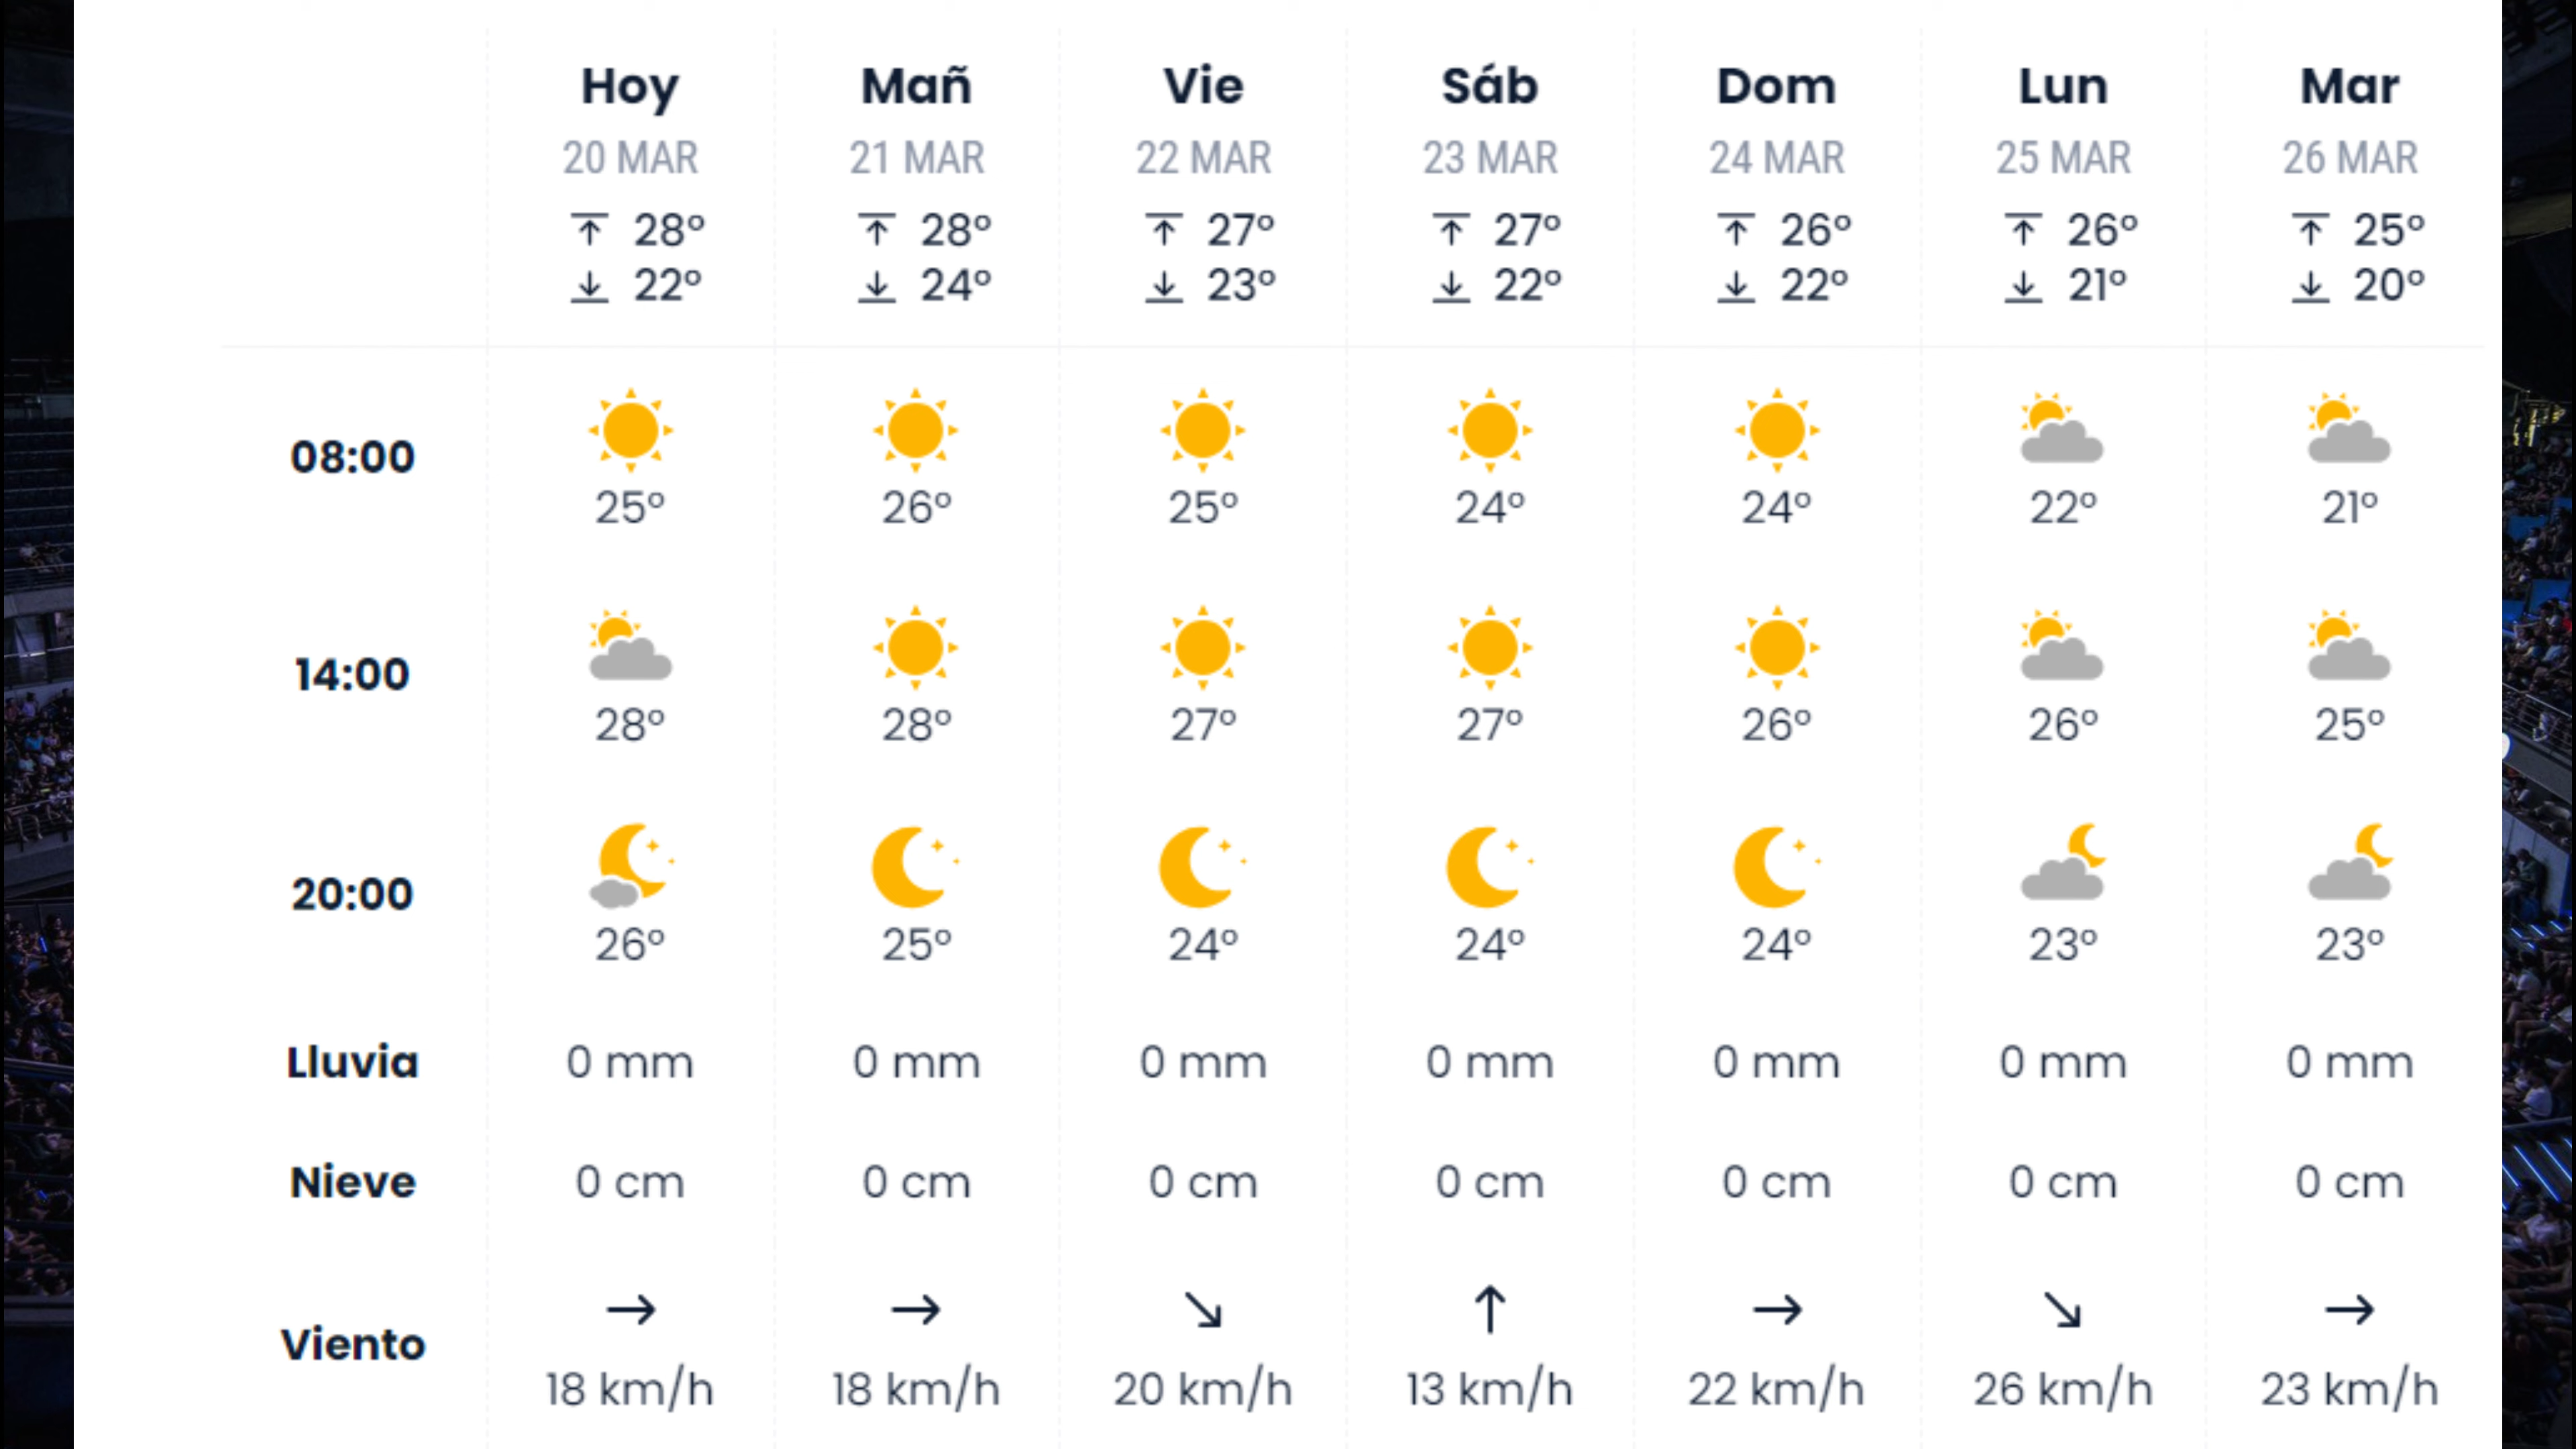 Hoy Mañ Vie Sáb Dom Lun Mar
20 MAR 21 MAR 22 MAR 23 MAR 24 MAR 25 MAR 26 MAR
28º 28º 27º 27º 26º 26º 25º
22º 24º 23º 22º 22º 21º 20º
08:00 25º 26º 25º 24º 24º 22º 21º
14:00 28º 28º 27º 27º 26º 26º 25º
20:00 26º 25º 24º 24º 24º 23º 23º
Lluvia 0 mm 0 mm 0 mm 0 mm 0 mm 0 mm 0 mm
Nieve 0 cm 0 cm 0 cm 0 cm 0 cm 0 cm 0 cm
Viento 18 km/h 18 km/h 20 km/h 13 km/h 22 km/h 26 km/h 23 km/h